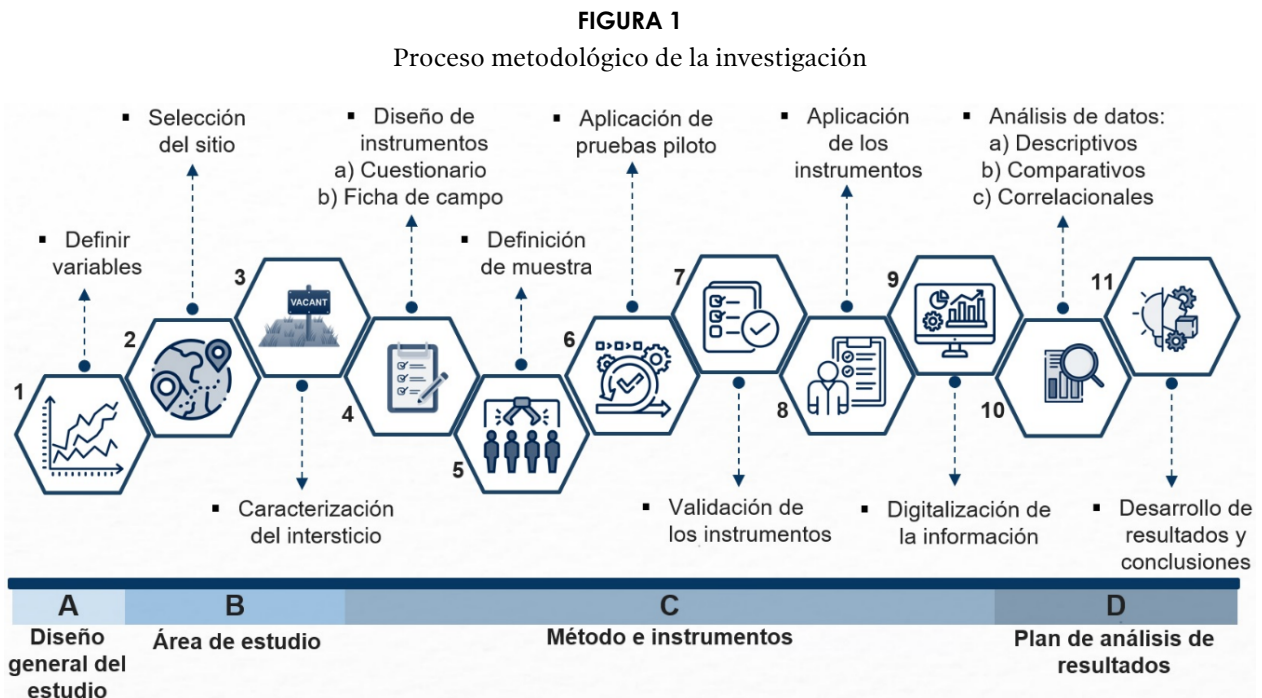 FIGURA 1
Proceso metodológico de la investigación
▪ Definir
variables
1
▪ Selección
del sitio
2
3
VACANT
▪ Caracterización
del intersticio
▪ Diseño de
instrumentos
a) Cuestionario
b) Ficha de campo
4
▪ Definición
de muestra
5
▪ Aplicación de
pruebas piloto
6
7
▪ Validación de
los instrumentos
▪ Aplicación
de los
instrumentos
8
9
▪ Digitalización de
la información
▪ Análisis de datos:
a) Descriptivos
b) Comparativos
c) Correlacionales
10
11
▪ Desarrollo de
resultados y
conclusiones
A
Diseño
general del
estudio
B
Área de estudio
C
Método e instrumentos
D
Plan de análisis de
resultados